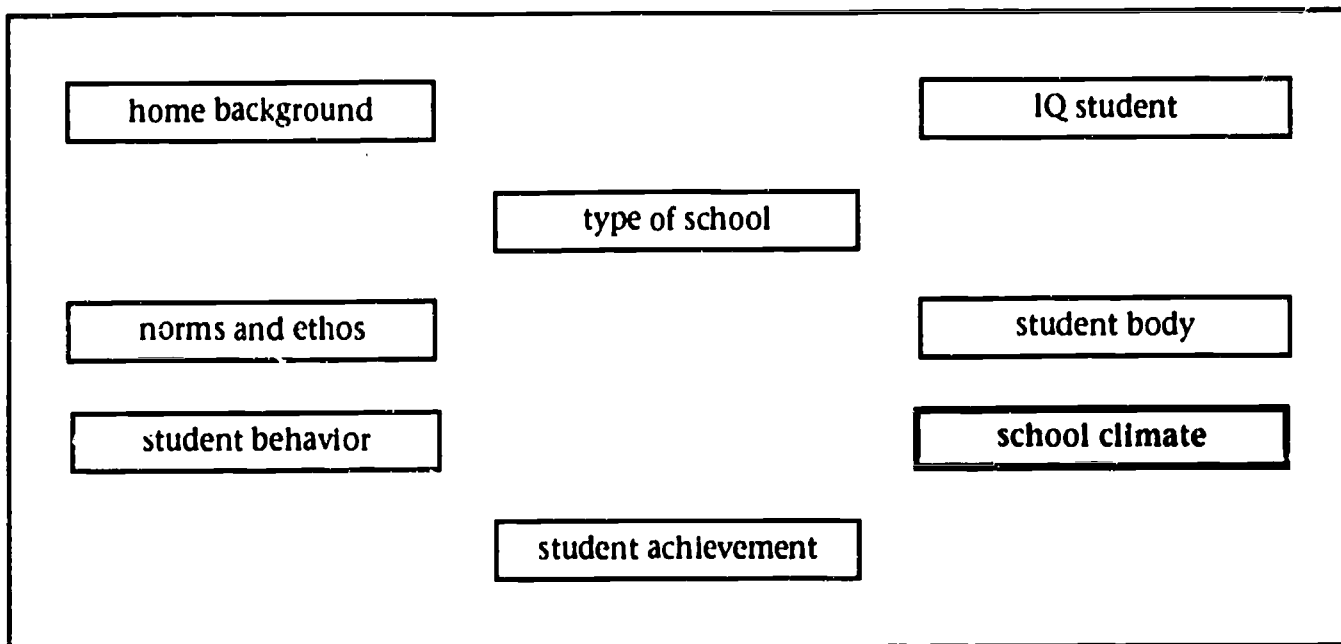 home background
IQ student
type of school
norms and ethos
student body
student behavior
school climate
student achievement